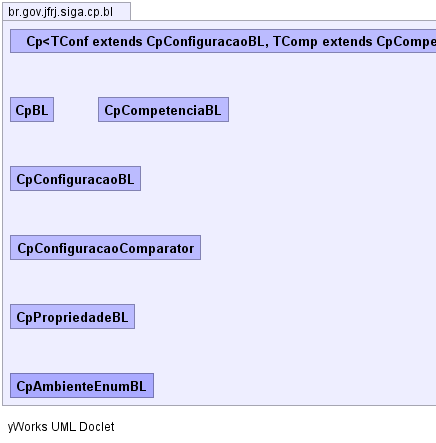 br.gov.jfrj.siga.cp.bl
Cp<TConf extends CpConfiguracaoBL, TComp extends CpCompe
CpBL CpCompetenciaBL
CpConfiguracaoBL
CpConfiguracaoComparator
CpPropriedadeBL
CpAmbienteEnumBL
yWorks UML Doclet